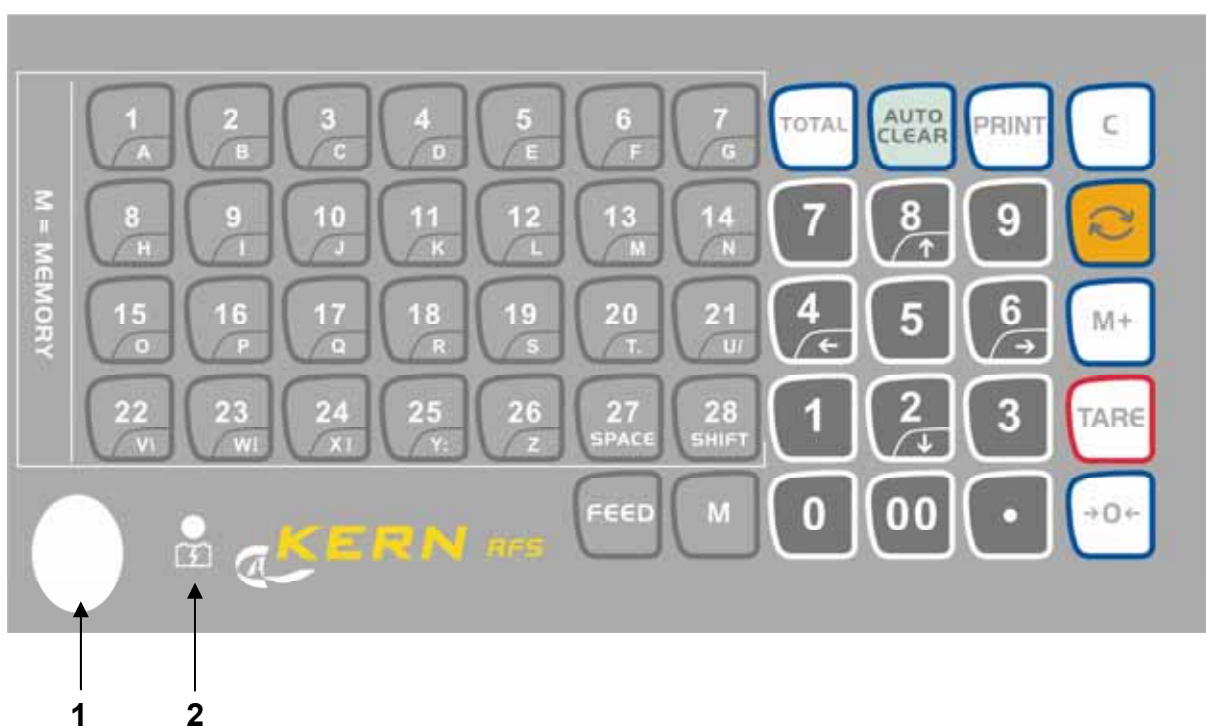 M = MEMORY
1 A 2 B 3 C 4 D 5 E 6 F 7 G TOTAL AUTO CLEAR PRINT C
8 H 9 I 10 J 11 K 12 L 13 M 14 N 7 8 ↑ 9
15 O 16 P 17 Q 18 R 19 S 20 T. 21 U/ 4 ← 5 6 → M+
22 V\ 23 W! 24 X I 25 Y: 26 Z 27 SPACE 28 SHIFT 1 2 ↓ 3 TARE
KERN RFS FEED M 0 00 • →0←
1 2